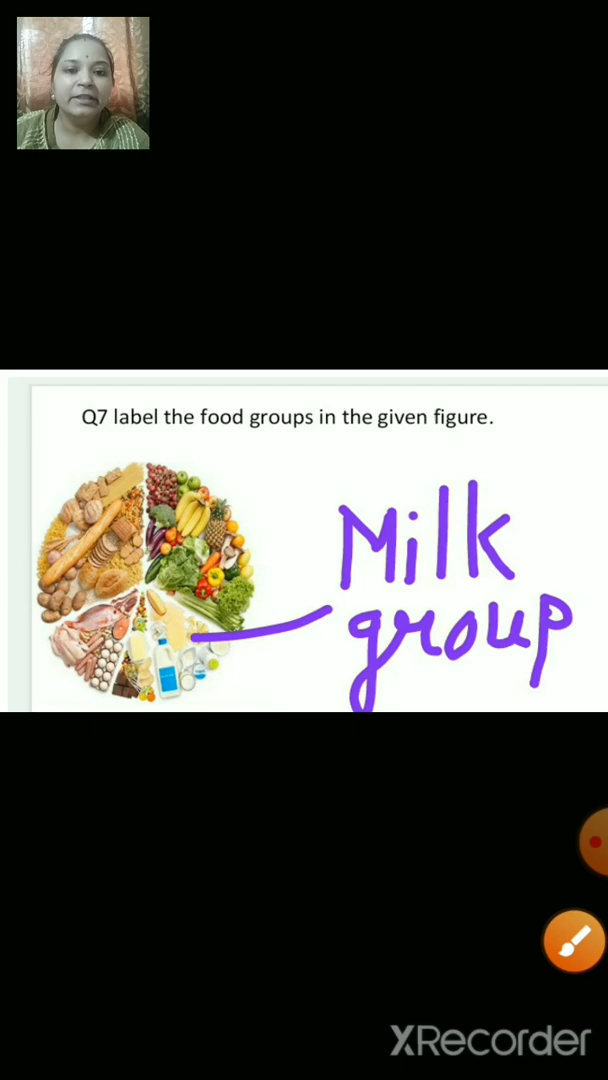 Q7 label the food groups in the given figure.
Milk
group
XRecorder